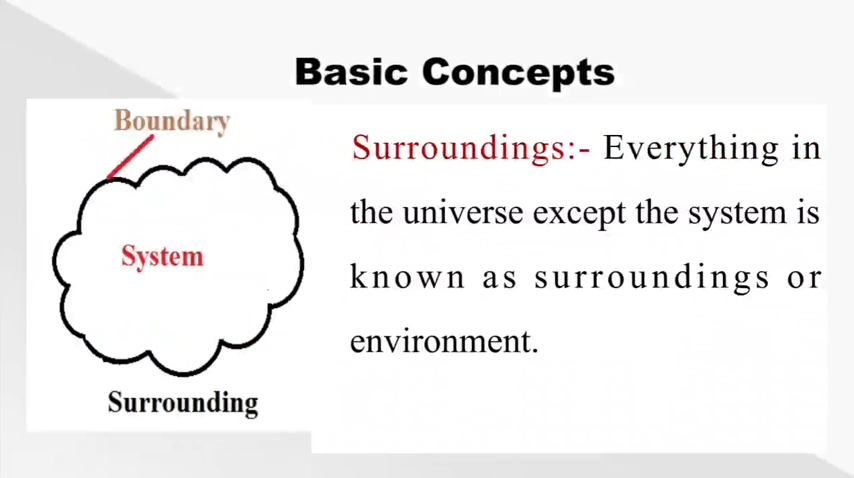 Basic Concepts
Boundary
System
Surrounding
Surroundings:- Everything in
the universe except the system is
known as surroundings or
environment.